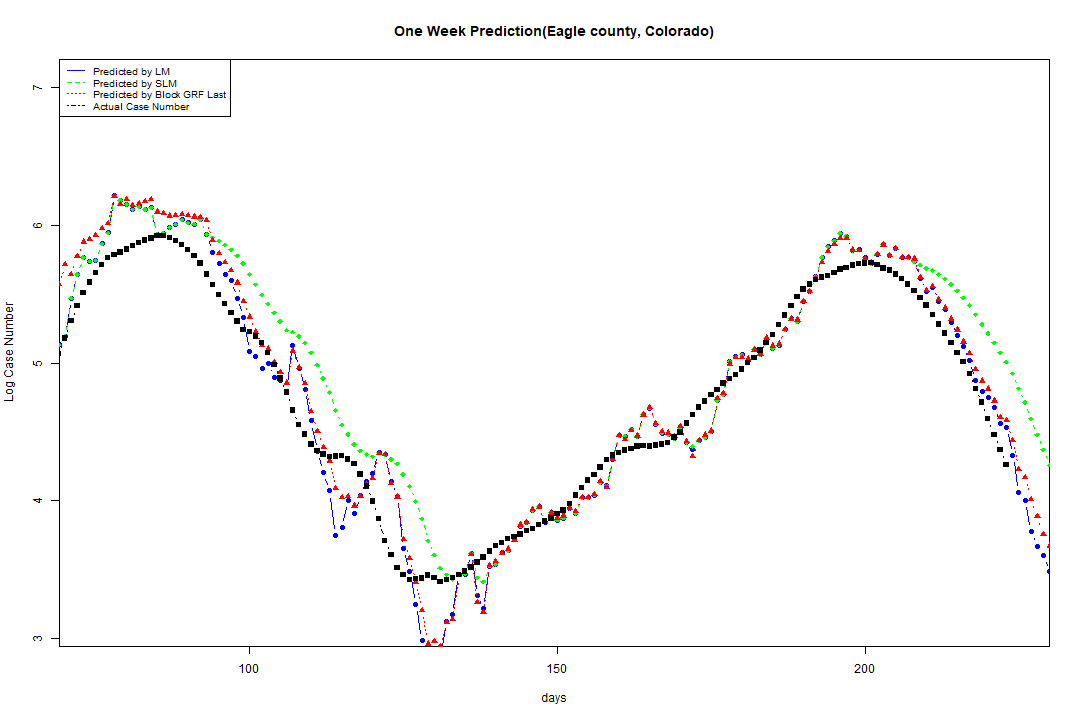 One Week Prediction(Eagle county, Colorado)
Predicted by LM
Predicted by SLM
Predicted by Block GRF Last
Actual Case Number
7
6
5
4
3
Log Case Number
100 150 200
days